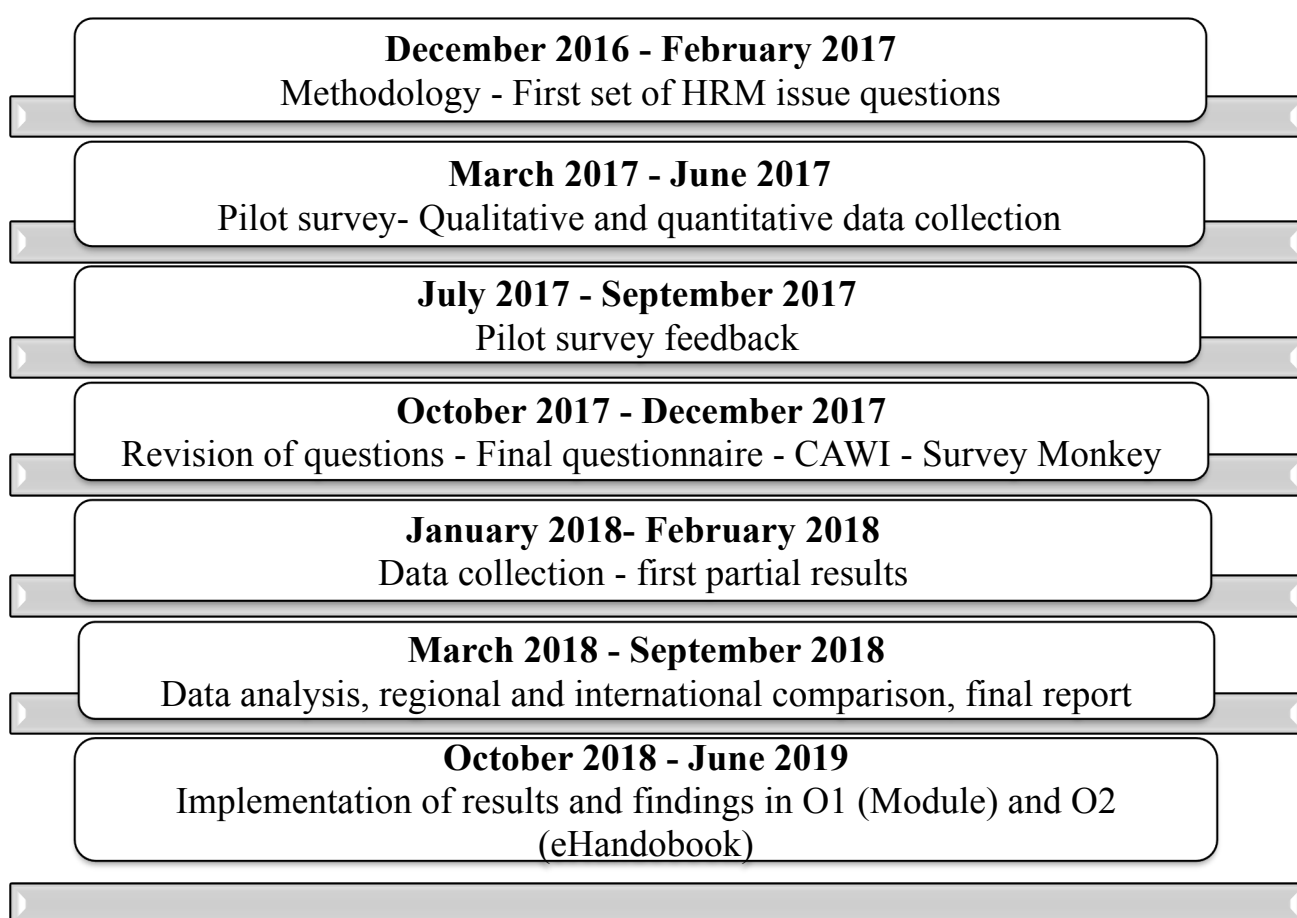 December 2016 - February 2017
Methodology - First set of HRM issue questions
March 2017 - June 2017
Pilot survey- Qualitative and quantitative data collection
July 2017 - September 2017
Pilot survey feedback
October 2017 - December 2017
Revision of questions - Final questionnaire - CAWI - Survey Monkey
January 2018- February 2018
Data collection - first partial results
March 2018 - September 2018
Data analysis, regional and international comparison, final report
October 2018 - June 2019
Implementation of results and findings in O1 (Module) and O2
(eHandobook)